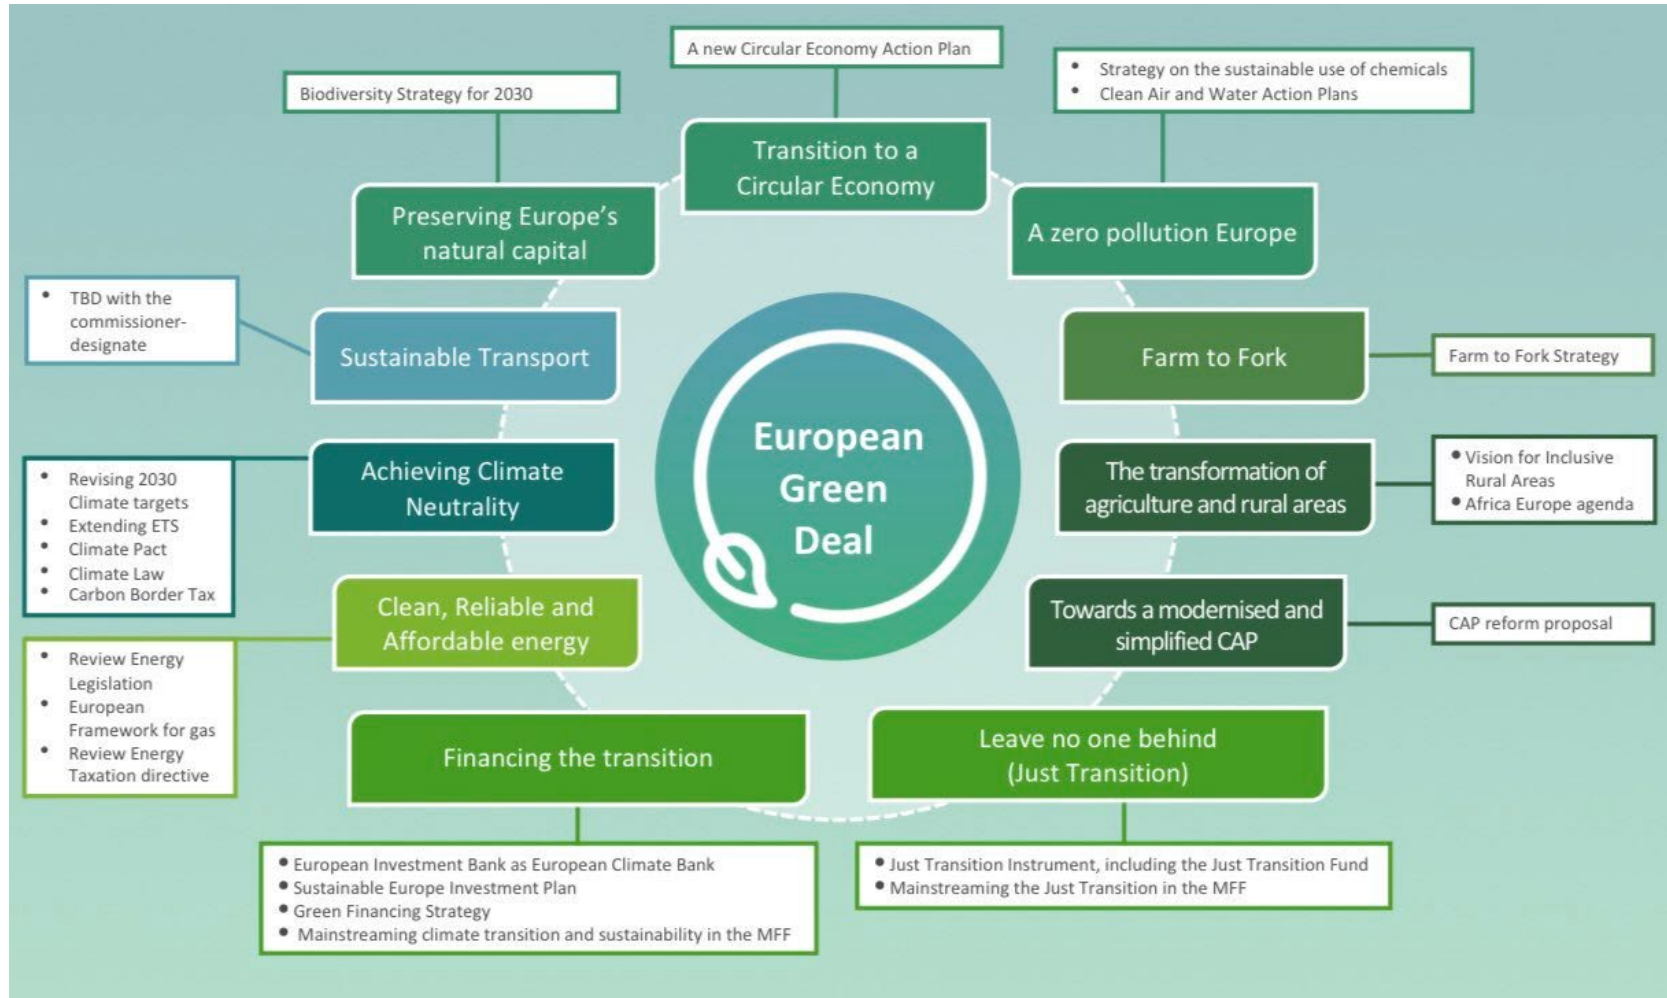 A new Circular Economy Action Plan
Biodiversity Strategy for 2030
• Strategy on the sustainable use of chemicals
• Clean Air and Water Action Plans
Transition to a
Circular Economy
Preserving Europe's
natural capital
A zero pollution Europe
• TBD with the
commissioner-
designate
Sustainable Transport
Farm to Fork
Farm to Fork Strategy
European
Green
Deal
Achieving Climate
Neutrality
• Revising 2030
Climate targets
• Extending ETS
• Climate Pact
• Climate Law
• Carbon Border Tax
The transformation of
agriculture and rural areas
• Vision for Inclusive
Rural Areas
• Africa Europe agenda
Clean, Reliable and
Affordable energy
• Review Energy
Legislation
• European
Framework for gas
• Review Energy
Taxation directive
Towards a modernised and
simplified CAP
CAP reform proposal
Financing the transition
• European Investment Bank as European Climate Bank
• Sustainable Europe Investment Plan
• Green Financing Strategy
• Mainstreaming climate transition and sustainability in the MFF
Leave no one behind
(Just Transition)
• Just Transition Instrument, including the Just Transition Fund
• Mainstreaming the Just Transition in the MFF